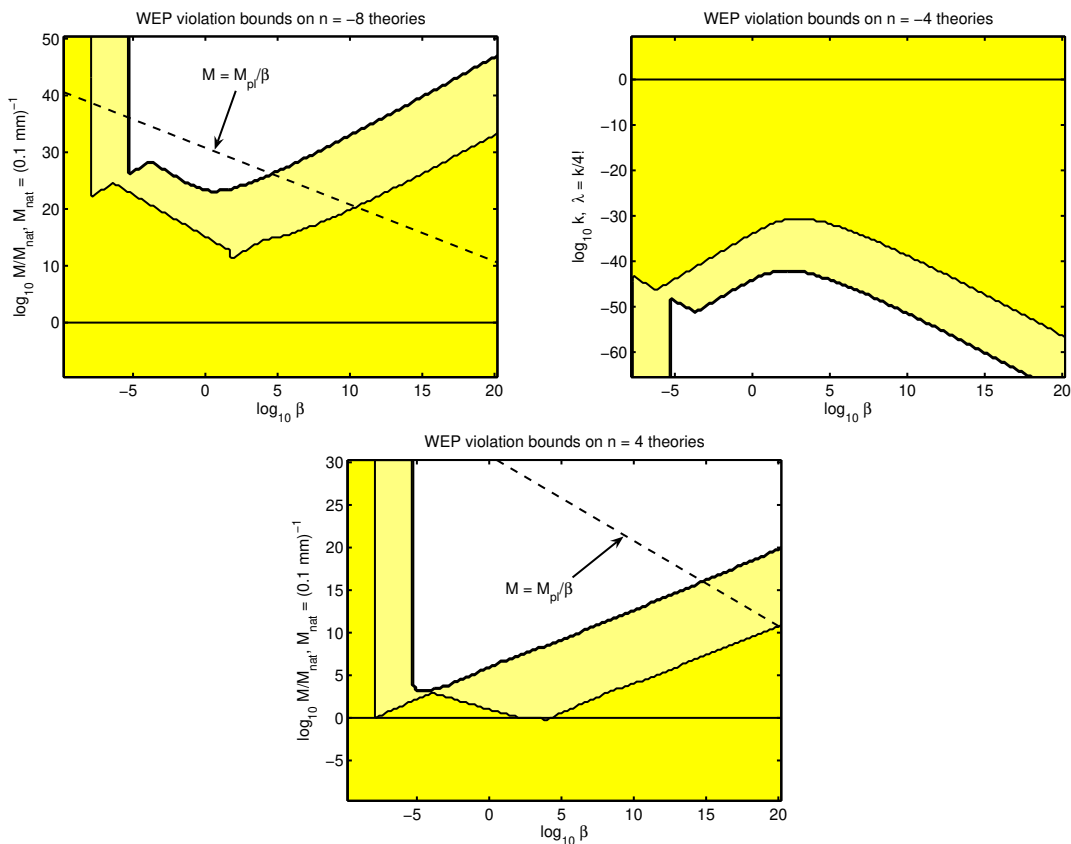 WEP violation bounds on n = −8 theories
log10 M/Mnat, Mnat = (0.1 mm)−1
50
40
30
20
10
0
M = Mpl/β
−5 0 5 10 15 20
log10 β
WEP violation bounds on n = −4 theories
log10 k, λ = k/4!
0
−10
−20
−30
−40
−50
−60
−5 0 5 10 15 20
log10 β
WEP violation bounds on n = 4 theories
log10 M/Mnat, Mnat = (0.1 mm)−1
30
25
20
15
10
5
0
−5
M = Mpl/β
−5 0 5 10 15 20
log10 β